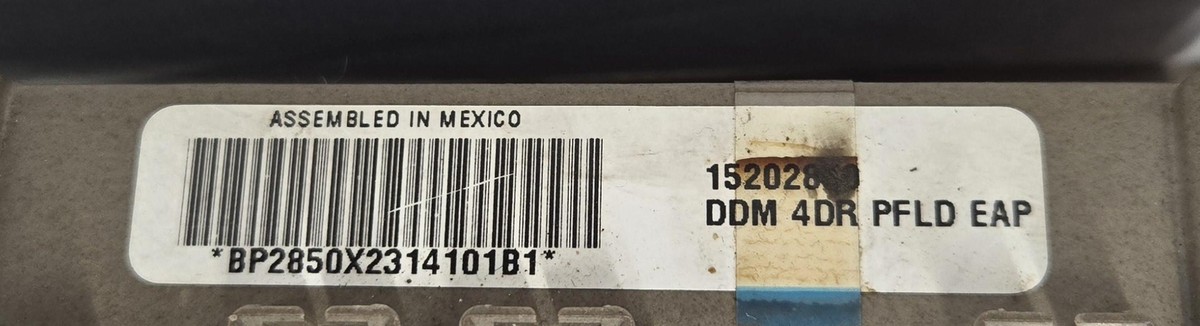 ASSEMBLED IN MEXICO
*BP2850X2314101B1*
DDM 4DR PFLD EAP